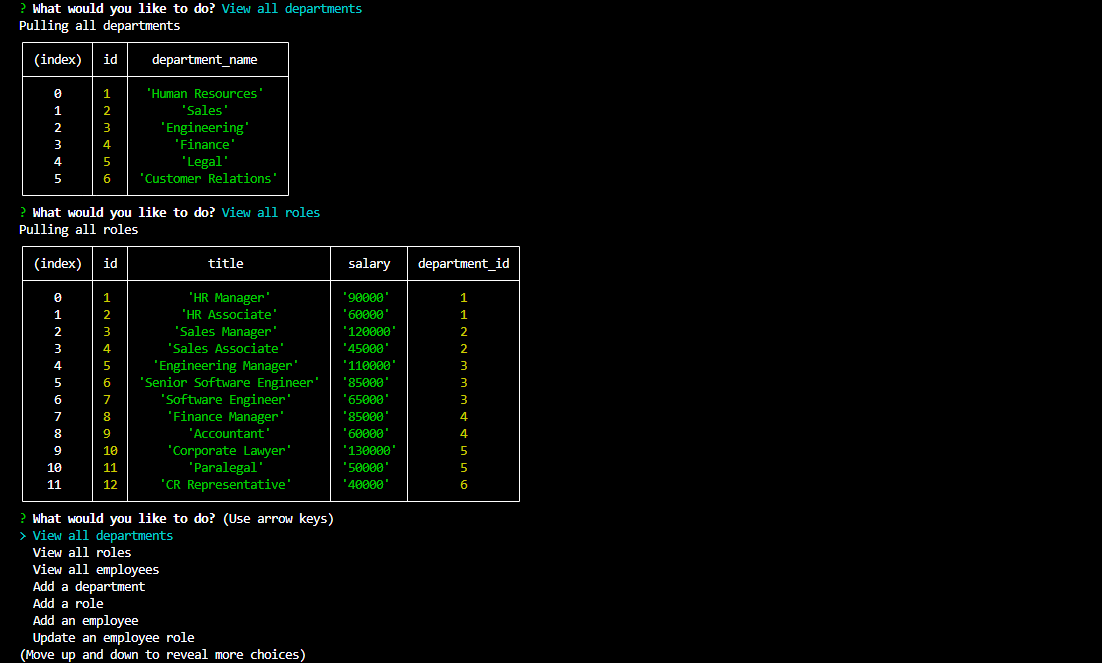 ? What would you like to do? View all departments
Pulling all departments
(index) id department_name
0 1 'Human Resources'
1 2 'Sales'
2 3 'Engineering'
3 4 'Finance'
4 5 'Legal'
5 6 'Customer Relations'
? What would you like to do? View all roles
Pulling all roles
(index) id title salary department_id
0 1 'HR Manager' '90000' 1
1 2 'HR Associate' '60000' 1
2 3 'Sales Manager' '120000' 2
3 4 'Sales Associate' '45000' 2
4 5 'Engineering Manager' '110000' 3
5 6 'Senior Software Engineer' '85000' 3
6 7 'Software Engineer' '65000' 3
7 8 'Finance Manager' '85000' 4
8 9 'Accountant' '60000' 4
9 10 'Corporate Lawyer' '130000' 5
10 11 'Paralegal' '50000' 5
11 12 'CR Representative' '40000' 6
? What would you like to do? (Use arrow keys)
> View all departments
View all roles
View all employees
Add a department
Add a role
Add an employee
Update an employee role
(Move up and down to reveal more choices)